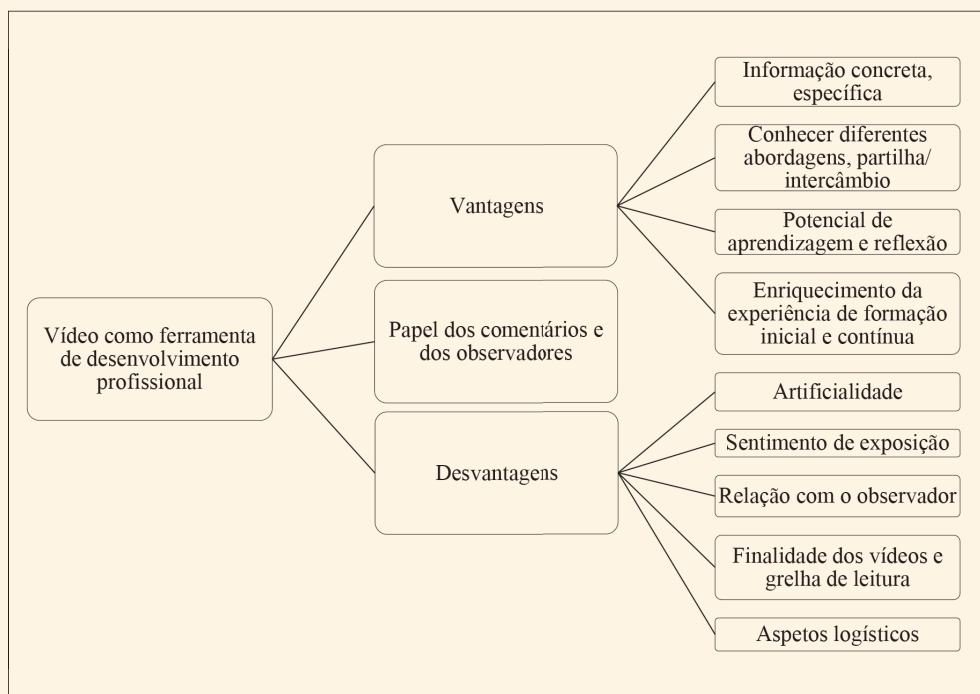 Vídeo como ferramenta
de desenvolvimento
profissional
Vantagens
Informação concreta,
específica
Conhecer diferentes
abordagens, partilha/
intercâmbio
Potencial de
aprendizagem e reflexão
Enriquecimento da
experiência de formação
inicial e contínua
Papel dos comentários e
dos observadores
Desvantagens
Artificialidade
Sentimento de exposição
Relação com o observador
Finalidade dos vídeos e
grelha de leitura
Aspetos logísticos